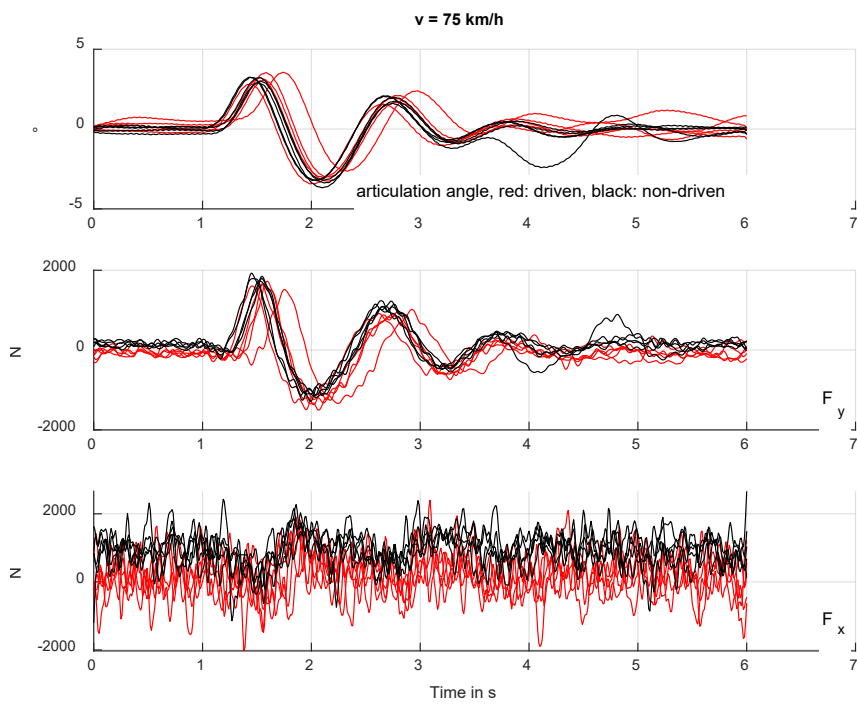 v = 75 km/h
5
0
-5
°
articulation angle, red: driven, black: non-driven
0 1 2 3 4 5 6 7
2000
0
-2000
N
F y
0 1 2 3 4 5 6 7
2000
0
-2000
N
F x
0 1 2 3 4 5 6 7
Time in s